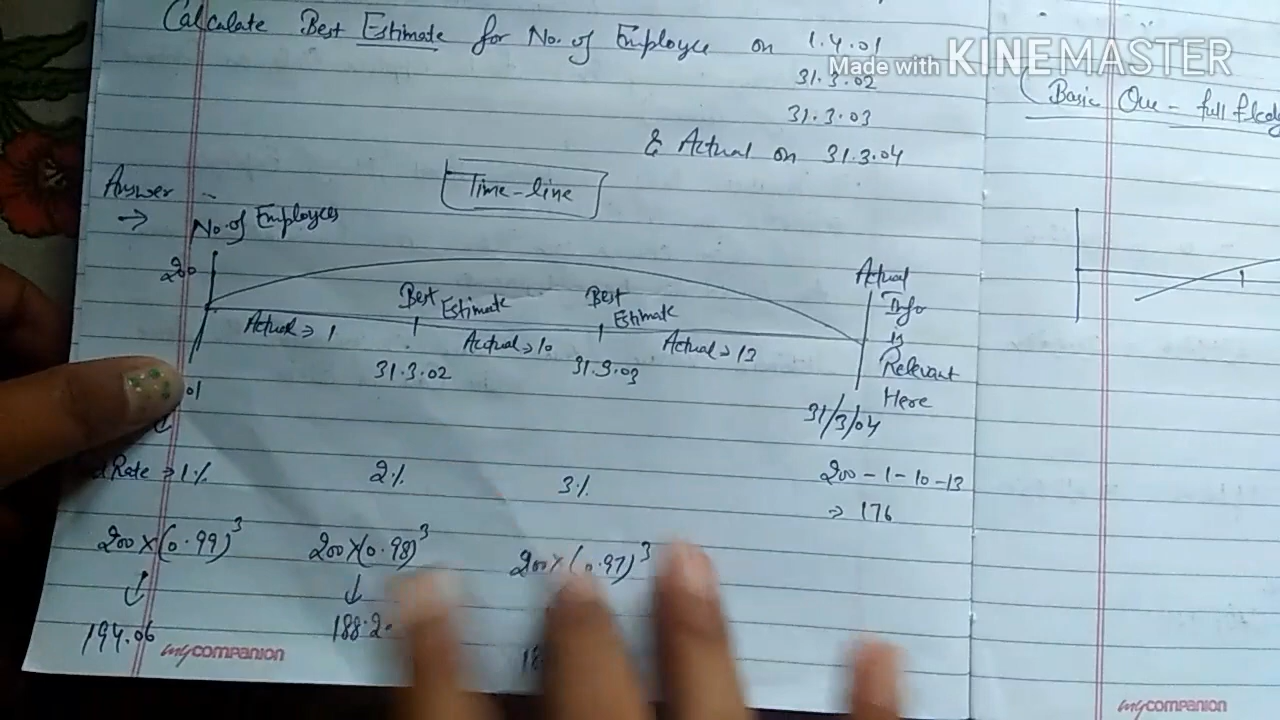 Calculate Best Estimate for No. of Employee on 1.4.01
31.3.02
Made with KINEMASTER
31.3.03
(Basic Que - full
& Actual on 31.3.04
Answer :-
Time-line
→ No. of Employees
200
Actual
Best Estimate
Best Estimate
Info
is
Relevant
Here
Actual ⇒ 1
Actual ⇒ 10
Actual ⇒ 13
31.3.02
31.3.03
31/3/04
01
Rate ⇒ 1%
2%
3%
200 - 1 - 10 - 13
⇒ 176
200 × (0.99)³
200 × (0.98)³
200 × (0.97)³
194.06
188.2
mycompanion
mycompanion